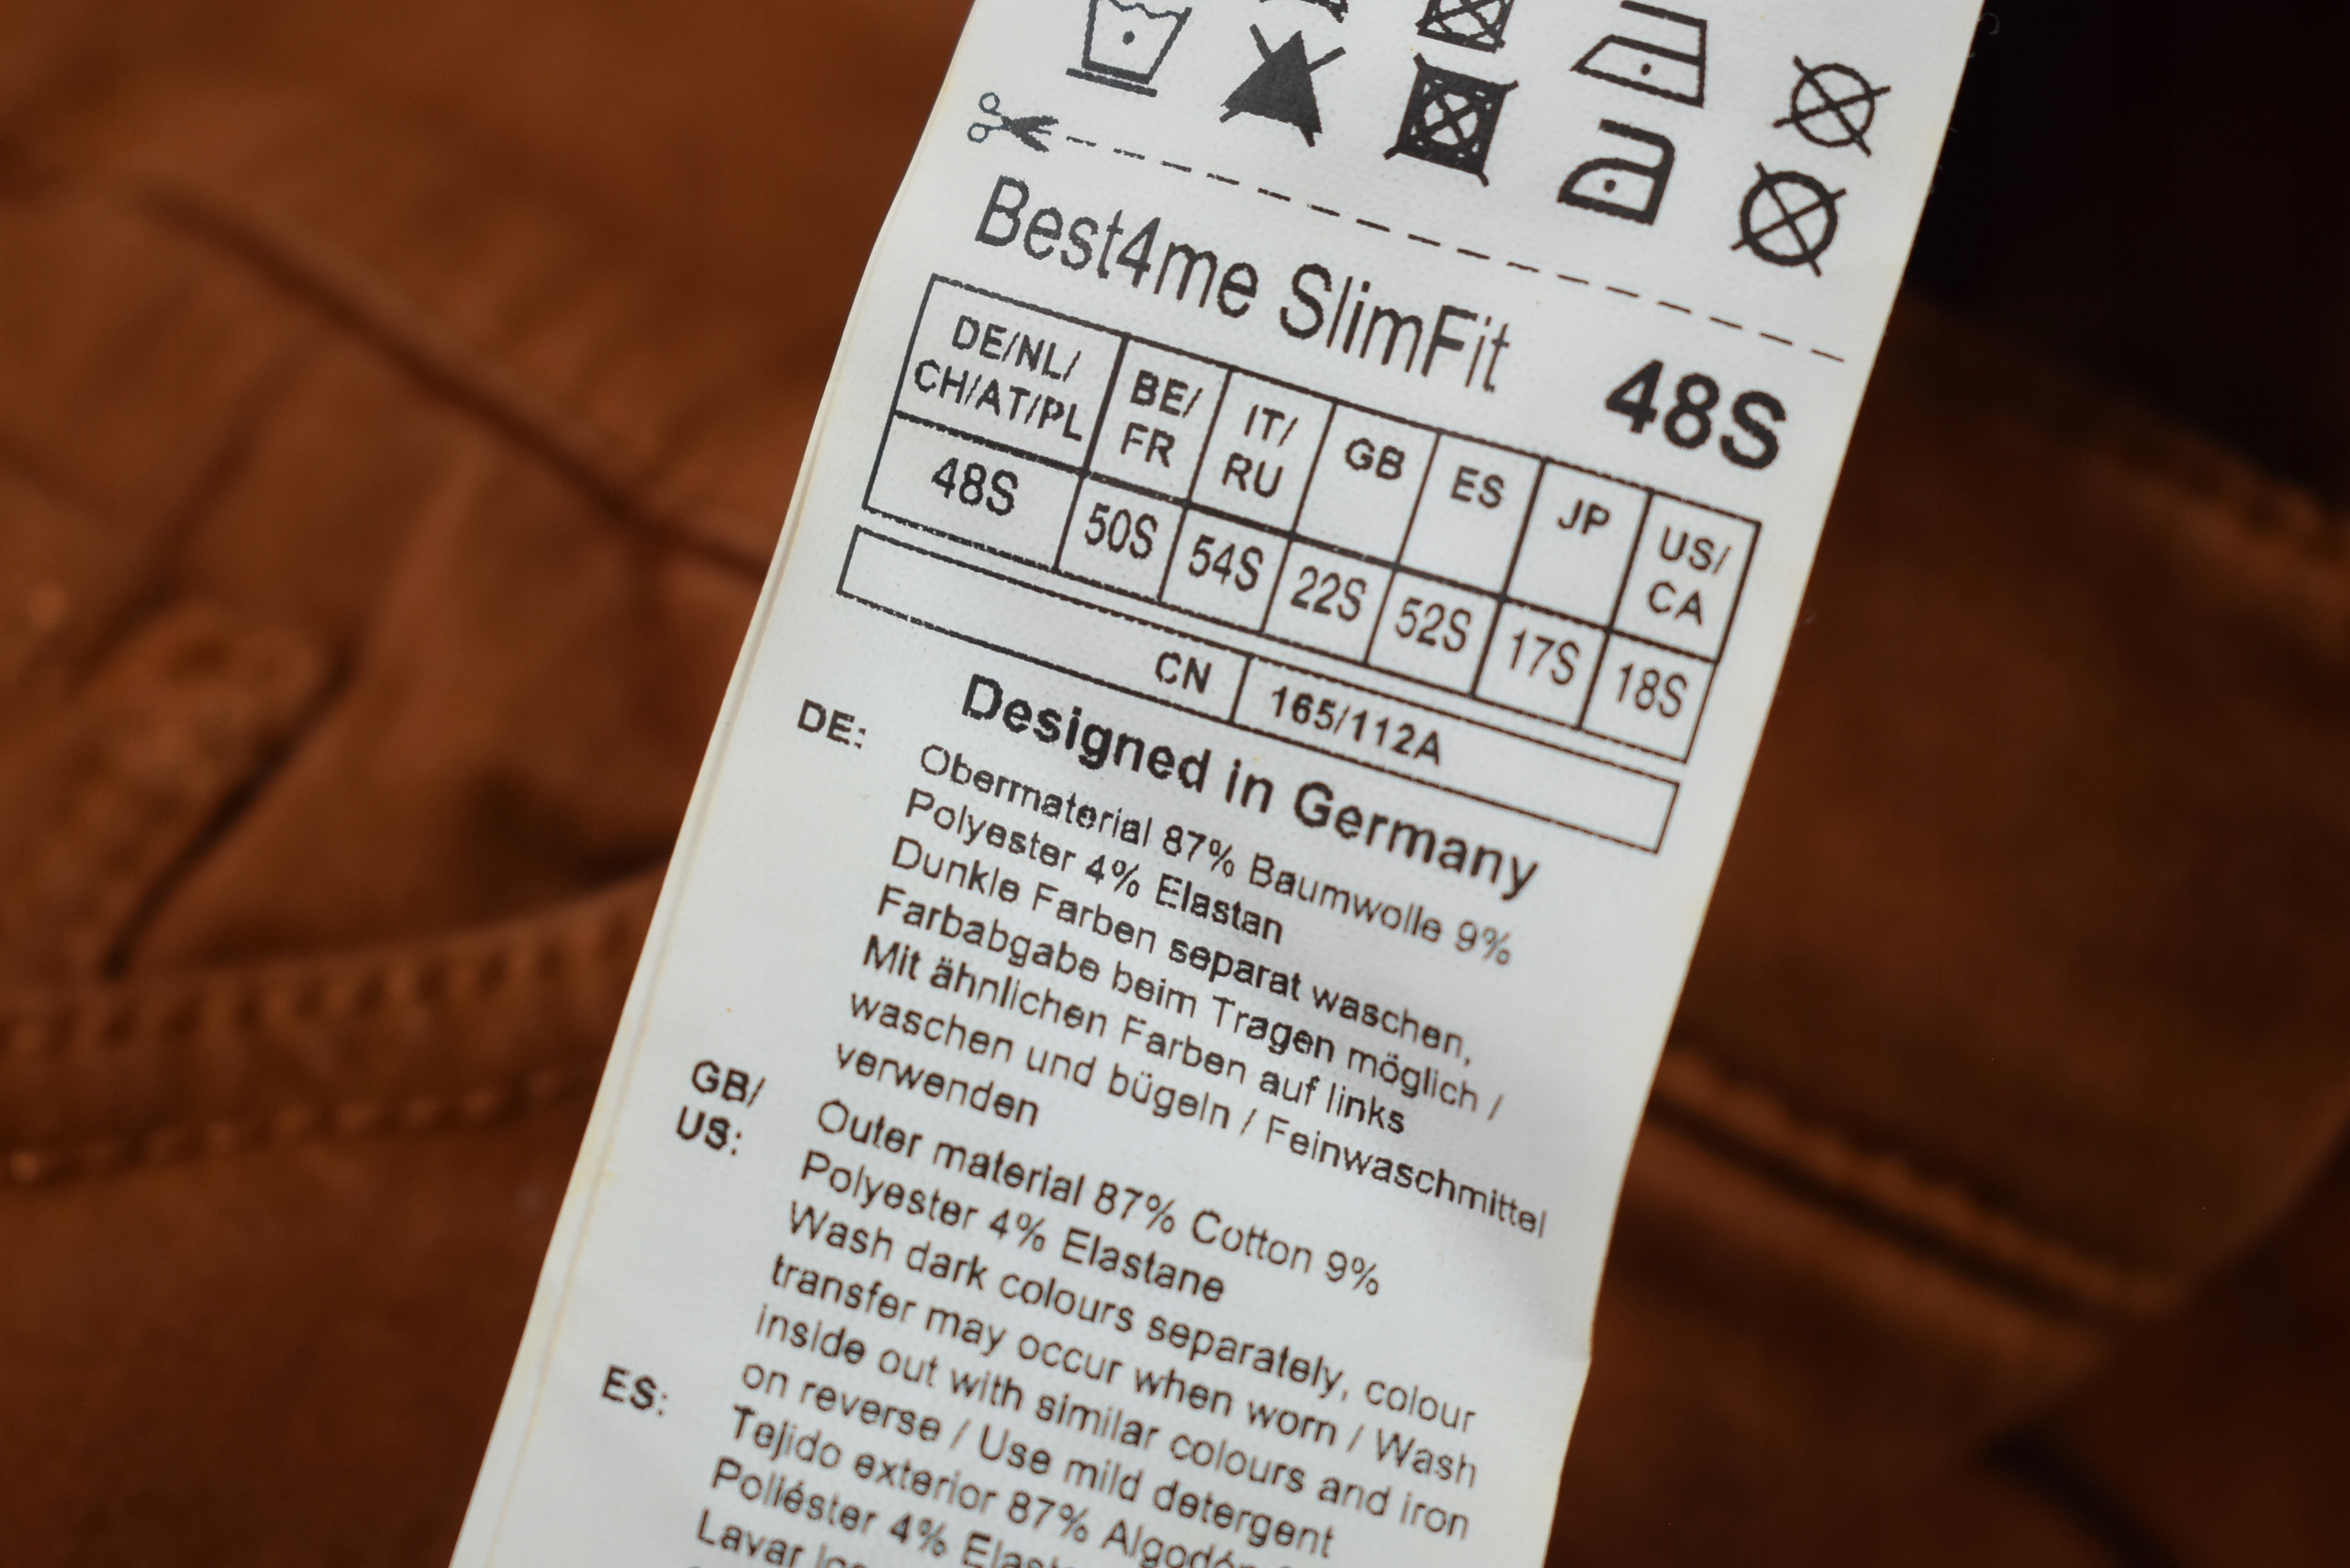 Best4me SlimFit 48S
DE/NL/
CH/AT/PL
BE/
FR
IT/
RU
GB
ES
JP
US/
CA
48S 50S 54S 22S 52S 17S 18S
CN 165/112A
Designed in Germany
DE: Obermaterial 87% Baumwolle 9%
Polyester 4% Elastan
Dunkle Farben separat waschen,
Farbabgabe beim Tragen möglich /
Mit ähnlichen Farben auf links
waschen und bügeln / Feinwaschmittel
verwenden
GB/
US: Outer material 87% Cotton 9%
Polyester 4% Elastane
Wash dark colours separately, colour
transfer may occur when worn / Wash
inside out with similar colours and iron
on reverse / Use mild detergent
ES: Tejido exterior 87%
Poliéster 4%
Lavar